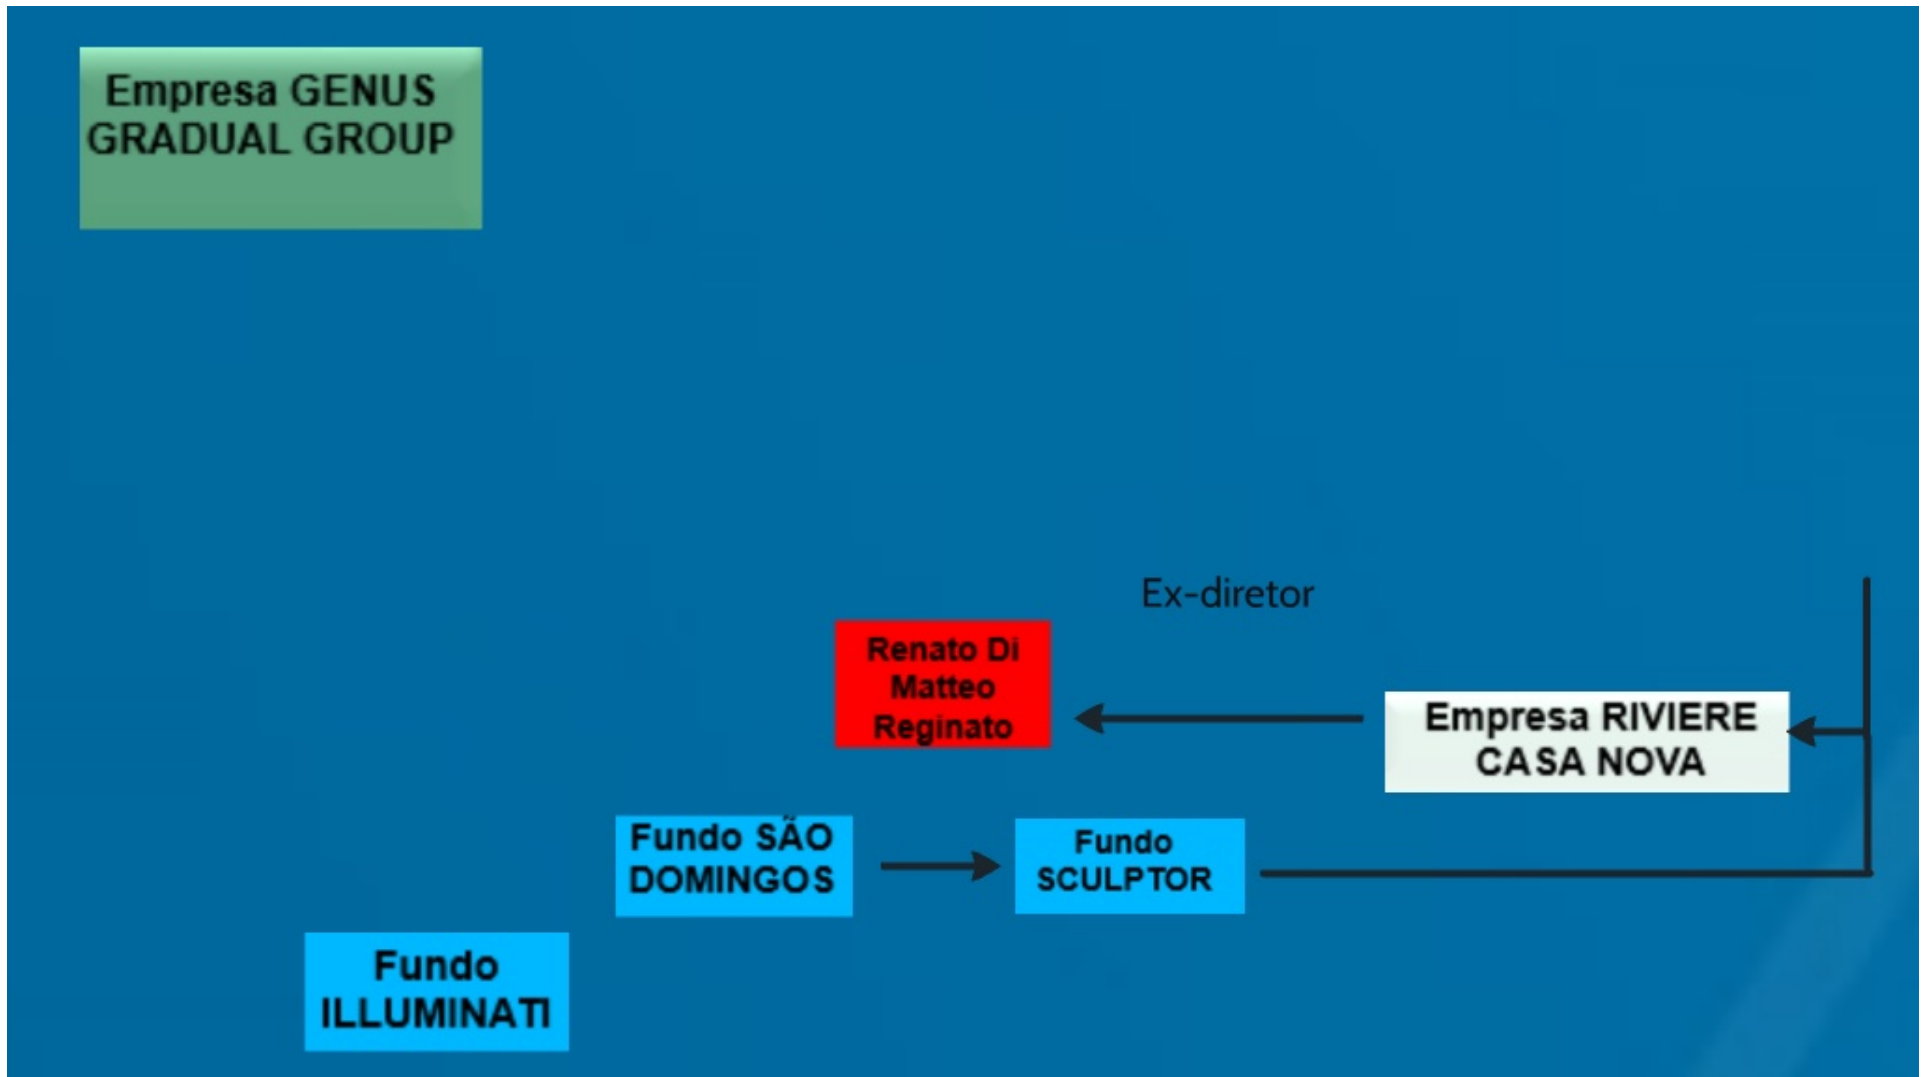 Empresa GENUS
GRADUAL GROUP
Ex-diretor
Renato Di
Matteo
Reginato
Empresa RIVIERE
CASA NOVA
Fundo SÃO
DOMINGOS
Fundo
SCULPTOR
Fundo
ILLUMINATI